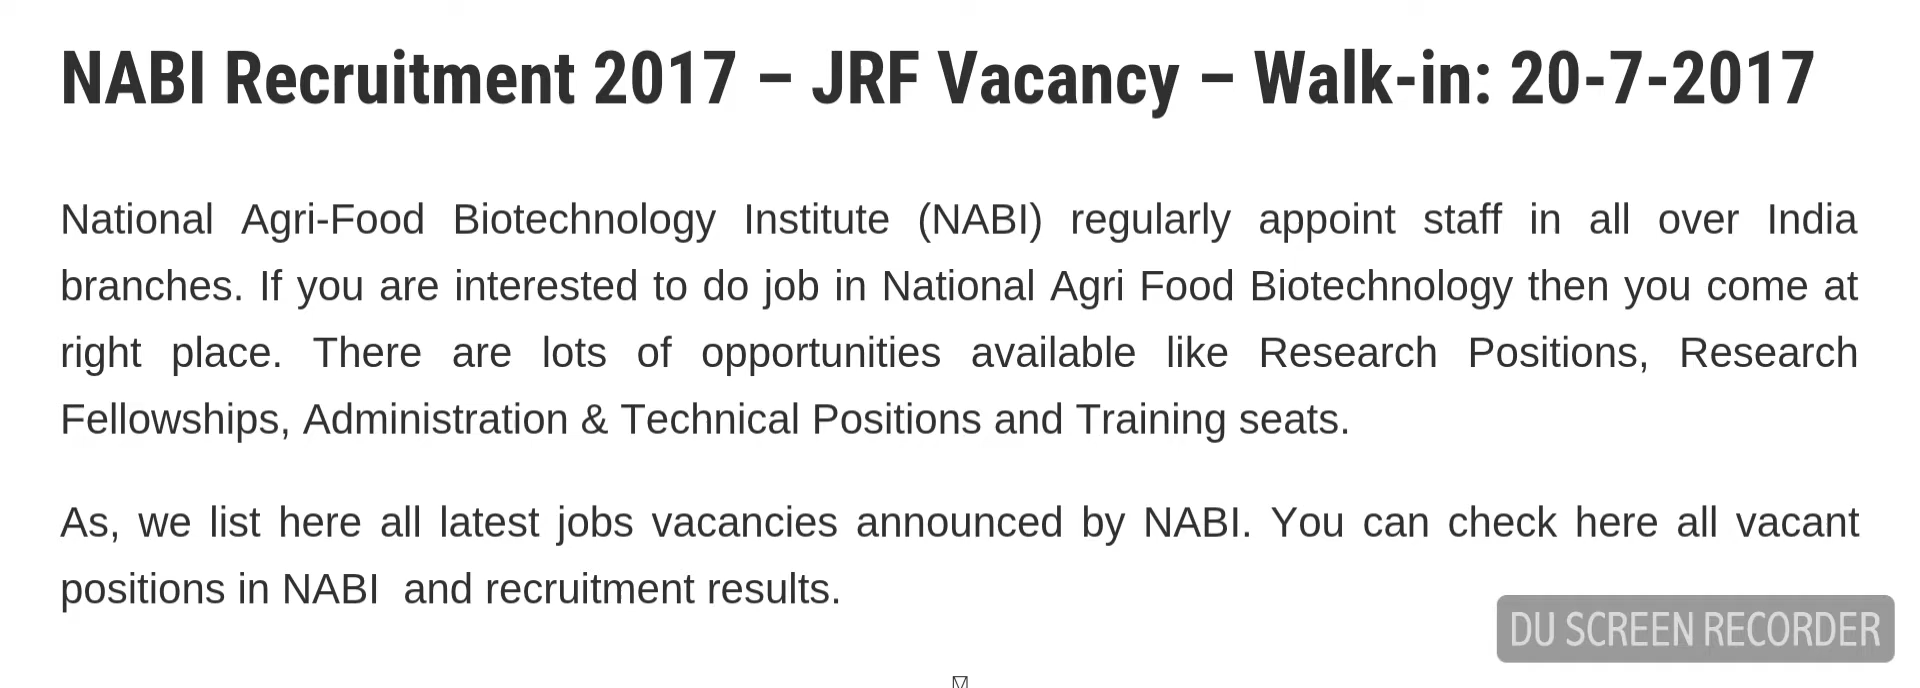 NABI Recruitment 2017 – JRF Vacancy – Walk-in: 20-7-2017
National Agri-Food Biotechnology Institute (NABI) regularly appoint staff in all over India
branches. If you are interested to do job in National Agri Food Biotechnology then you come at
right place. There are lots of opportunities available like Research Positions, Research
Fellowships, Administration & Technical Positions and Training seats.
As, we list here all latest jobs vacancies announced by NABI. You can check here all vacant
positions in NABI  and recruitment results.
DU SCREEN RECORDER